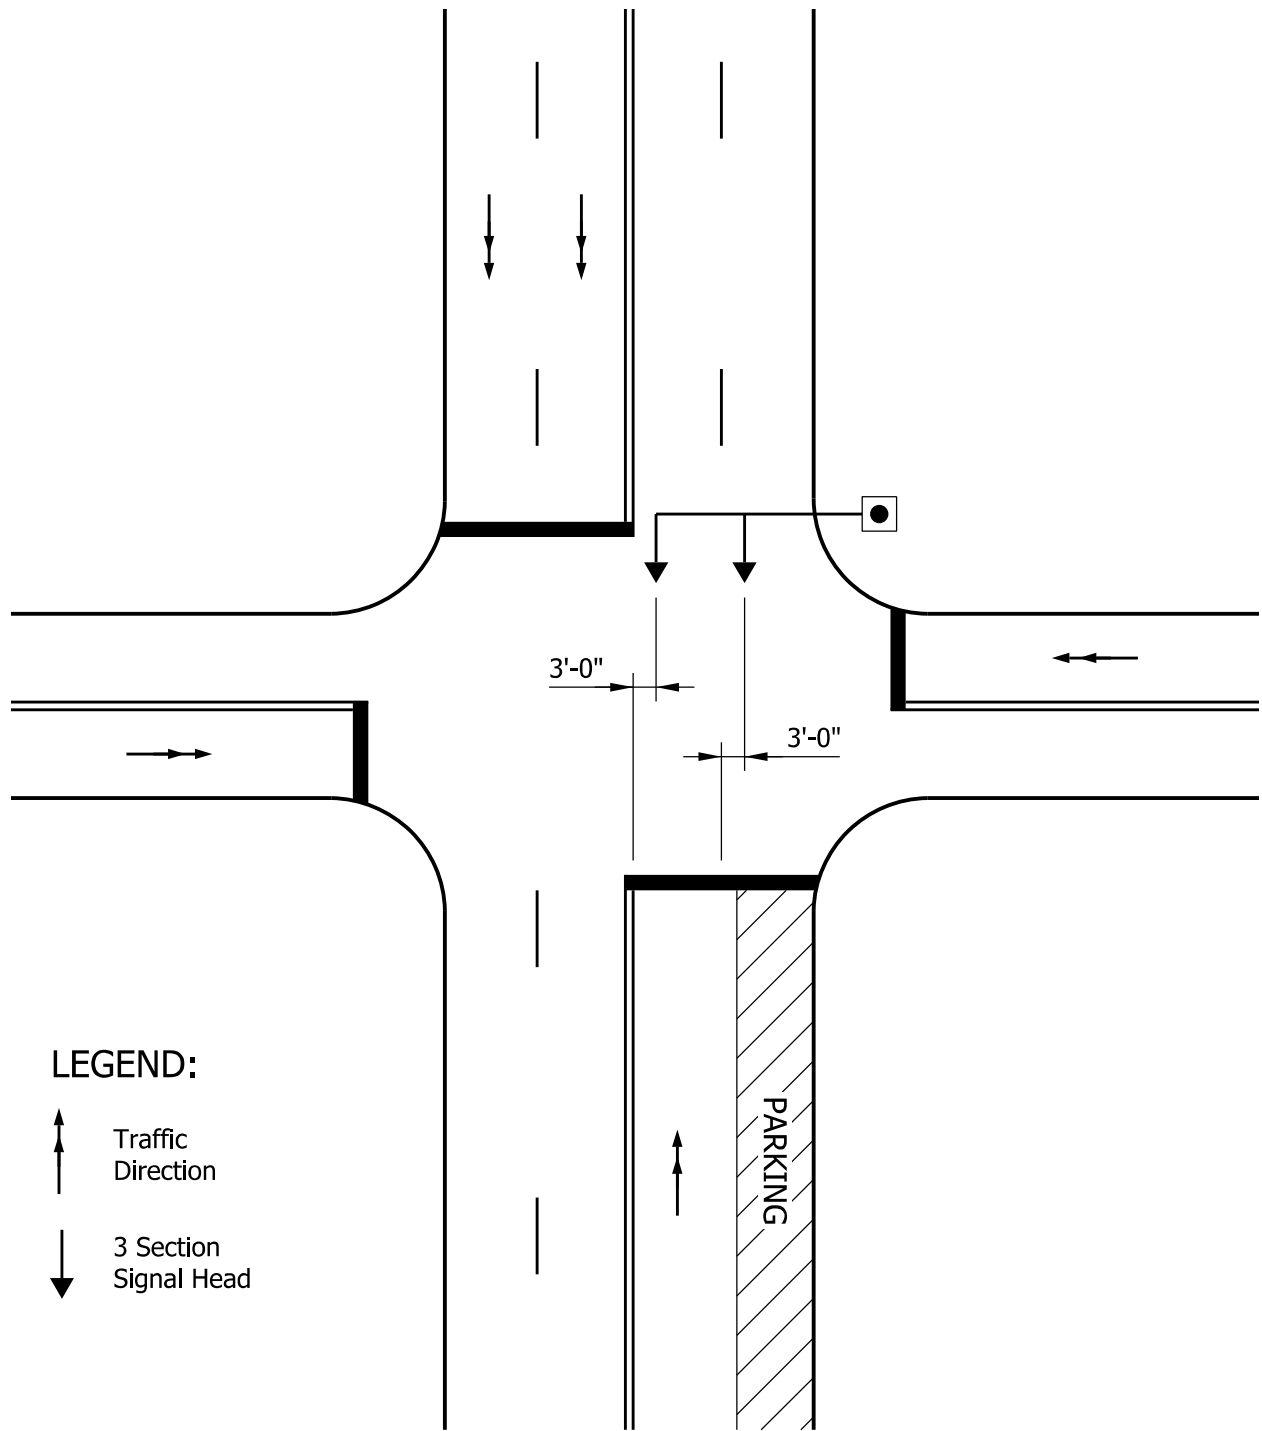 3'-0"
3'-0"
PARKING
LEGEND:
Traffic
Direction
3 Section
Signal Head